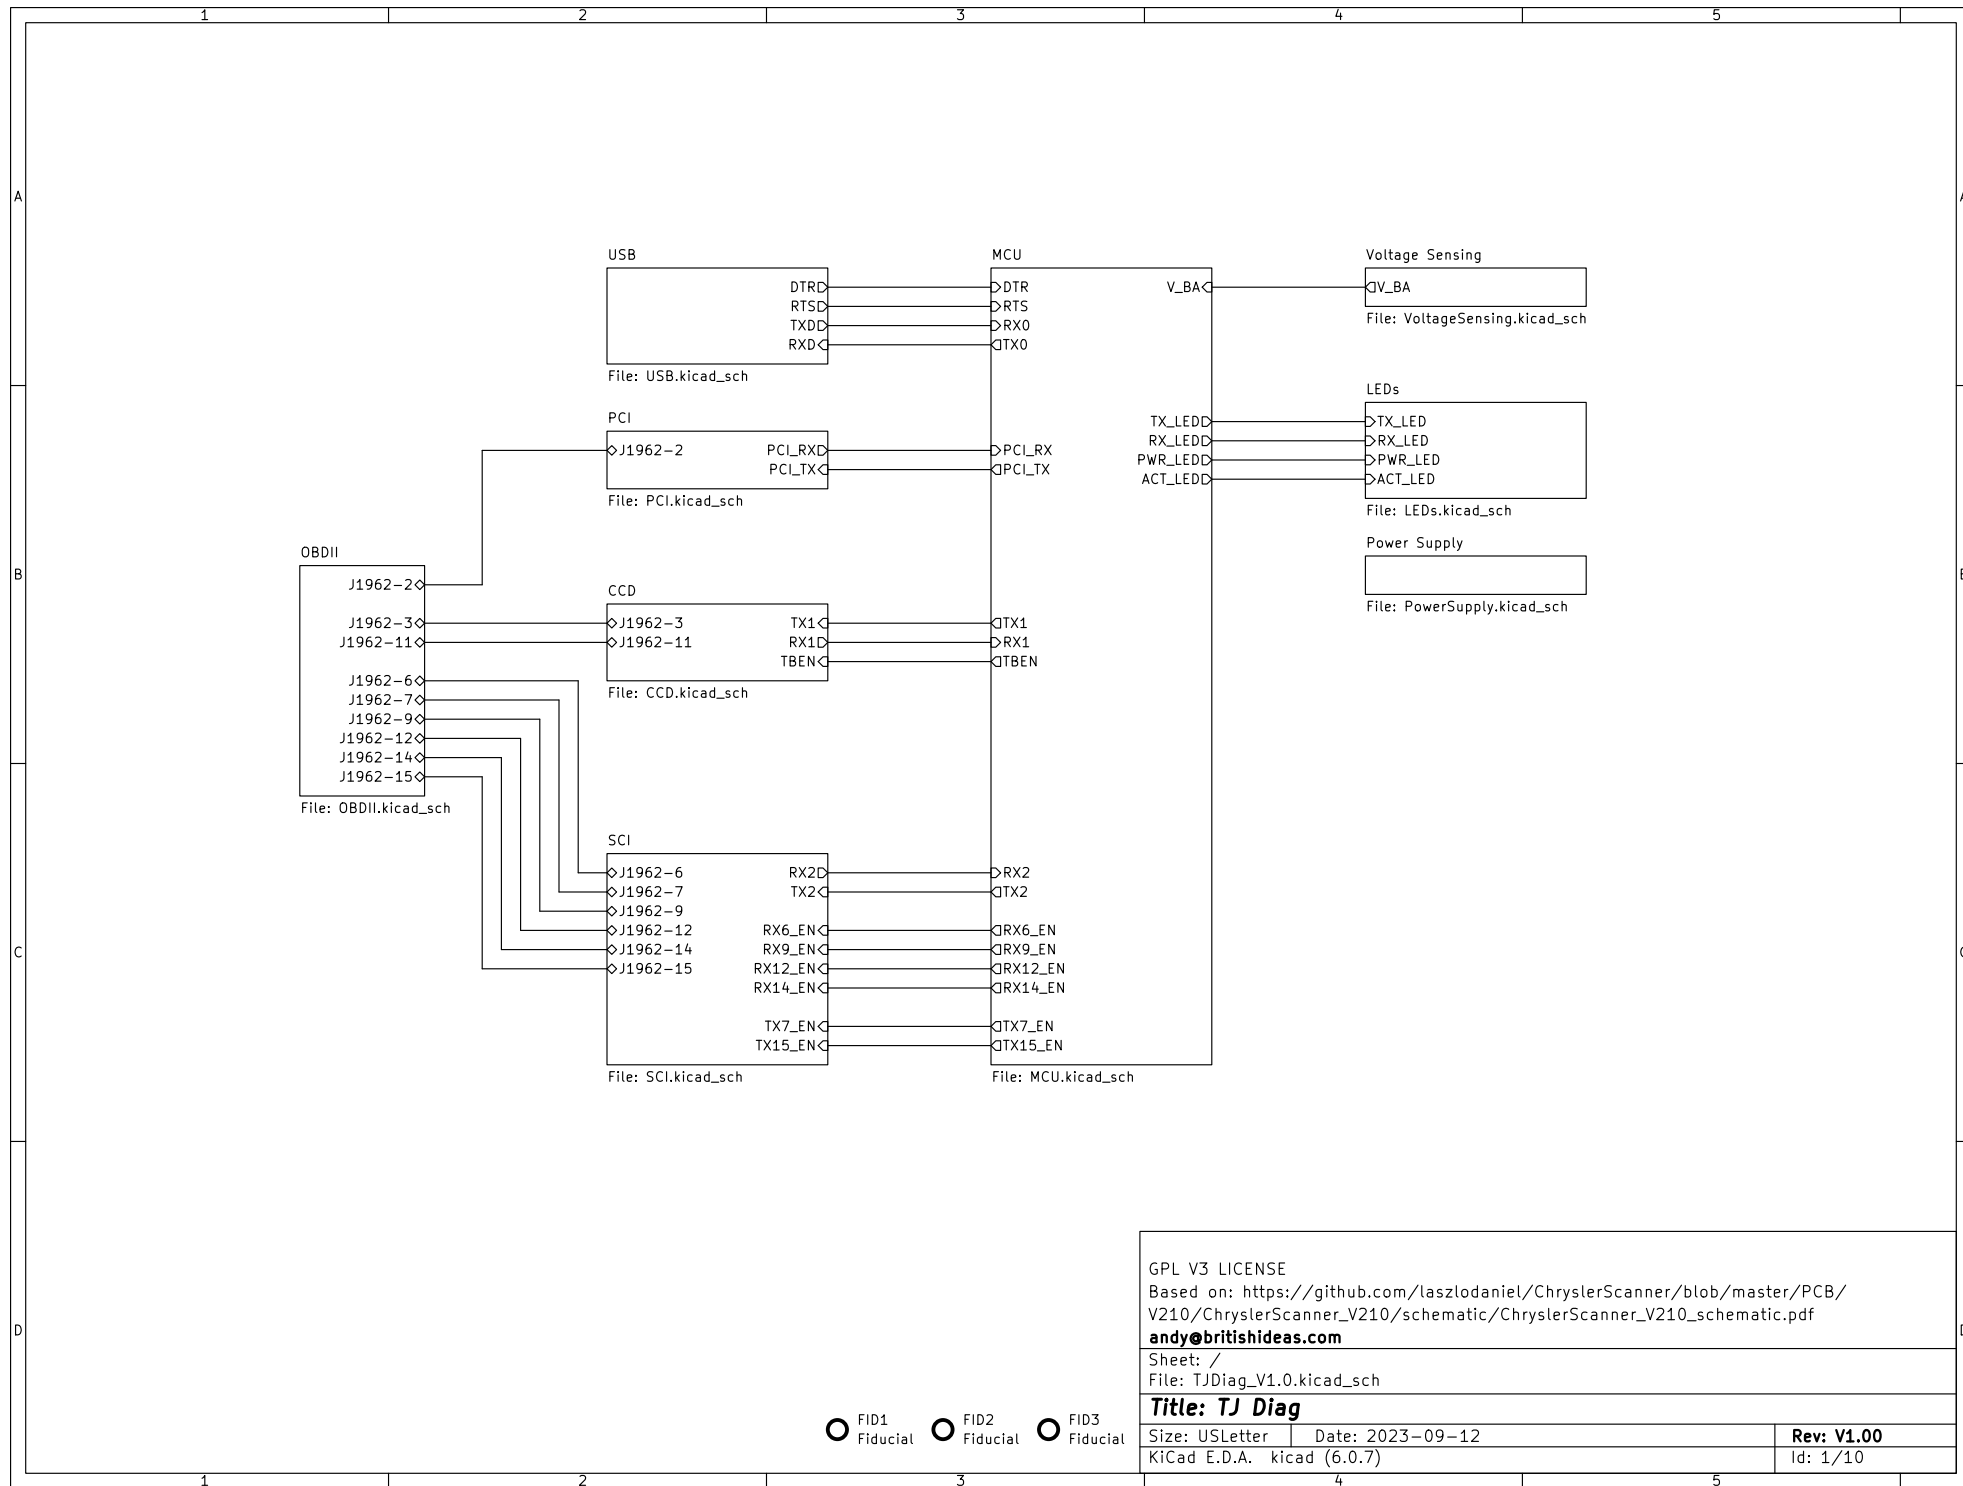 1 2 3 4 5
A
B
C
D
USB
DTR
RTS
TXD
RXD
File: USB.kicad_sch
PCI
J1962-2 PCI_RX
PCI_TX
File: PCI.kicad_sch
OBDII
J1962-2
J1962-3
J1962-11
J1962-6
J1962-7
J1962-9
J1962-12
J1962-14
J1962-15
File: OBDII.kicad_sch
CCD
J1962-3 TX1
J1962-11 RX1
TBEN
File: CCD.kicad_sch
SCI
J1962-6 RX2
J1962-7 TX2
J1962-9
J1962-12 RX6_EN
J1962-14 RX9_EN
J1962-15 RX12_EN
RX14_EN
TX7_EN
TX15_EN
File: SCI.kicad_sch
MCU
DTR V_BA
RTS
RX0
TX0
TX_LED
RX_LED
PCI_RX PWR_LED
PCI_TX ACT_LED
TX1
RX1
TBEN
RX2
TX2
RX6_EN
RX9_EN
RX12_EN
RX14_EN
TX7_EN
TX15_EN
File: MCU.kicad_sch
Voltage Sensing
V_BA
File: VoltageSensing.kicad_sch
LEDs
TX_LED
RX_LED
PWR_LED
ACT_LED
File: LEDs.kicad_sch
Power Supply
File: PowerSupply.kicad_sch
FID1
Fiducial
FID2
Fiducial
FID3
Fiducial
GPL V3 LICENSE
Based on: https://github.com/laszlodaniel/ChryslerScanner/blob/master/PCB/
V210/ChryslerScanner_V210/schematic/ChryslerScanner_V210_schematic.pdf
andy@britishideas.com
Sheet: /
File: TJDiag_V1.0.kicad_sch
Title: TJ Diag
Size: USLetter Date: 2023-09-12 Rev: V1.00
KiCad E.D.A. kicad (6.0.7) Id: 1/10
1 2 3 4 5